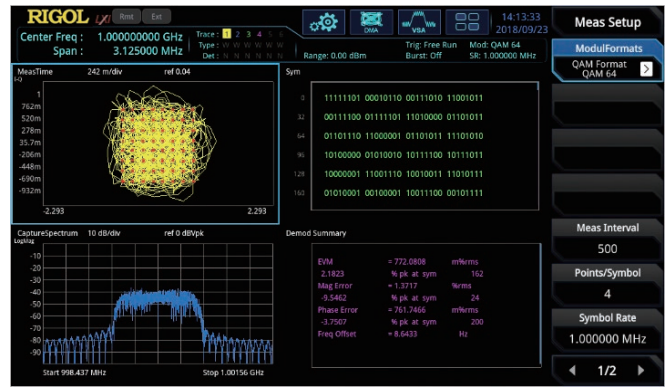 RIGOL LXI Rmt Ext
DMA VSA
14:13:33
2018/09/23
Center Freq : 1.000000000 GHz
Span : 3.125000 MHz
Trace : 1 2 3 4 5 6
Type : W W W W W W
Det : N N N N N N
Range: 0.00 dBm
Trig: Free Run Mod: QAM 64
Burst: Off SR: 1.000000 MHz
MeasTime 242 m/div ref 0.04
I-Q
1
762m
520m
278m
35.7m
-206m
-448m
-690m
-932m
-2.293 2.293
Sym
0 11111101 00010110 00111010 11001011
32 00111100 01111101 11010000 01101011
64 01101110 11000001 01101011 11101010
96 10100000 01010010 10111100 10111011
128 10000001 11001110 10010011 11010111
160 01010001 00100001 10011100 00101111
CaptureSpectrum 10 dB/div ref 0 dBVpk
LogMag
-10
-20
-30
-40
-50
-60
-70
-80
-90
Start 998.437 MHz Stop 1.00156 GHz
Demod Summary
EVM = 772.0808 m%rms
2.1823 % pk at sym 162
Mag Error = 1.3717 %rms
-9.5462 % pk at sym 24
Phase Error = 761.7466 m%rms
-3.7507 % pk at sym 200
Freq Offset = 8.6433 Hz
Meas Setup
ModulFormats
QAM Format
QAM 64
Meas Interval
500
Points/Symbol
4
Symbol Rate
1.000000 MHz
1/2